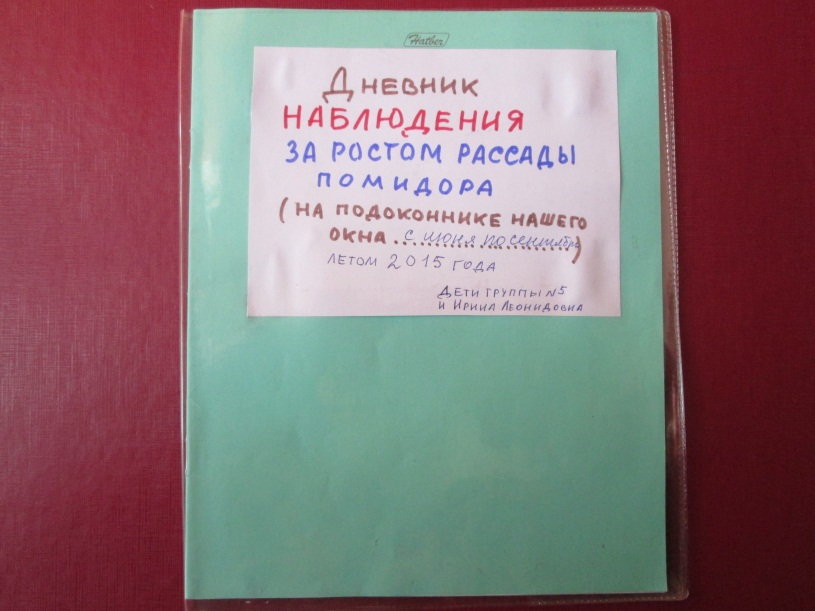 Hatber
Дневник
НАБЛЮДЕНИЯ
ЗА РОСТОМ РАССАДЫ
ПОМИДОРА
(НА ПОДОКОННИКЕ НАШЕГО
ОКНА с июня по сентябрь)
ЛЕТОМ 2015 ГОДА
ДЕТИ ГРУППЫ №5
И ИРИНА ЛЕОНИДОВНА